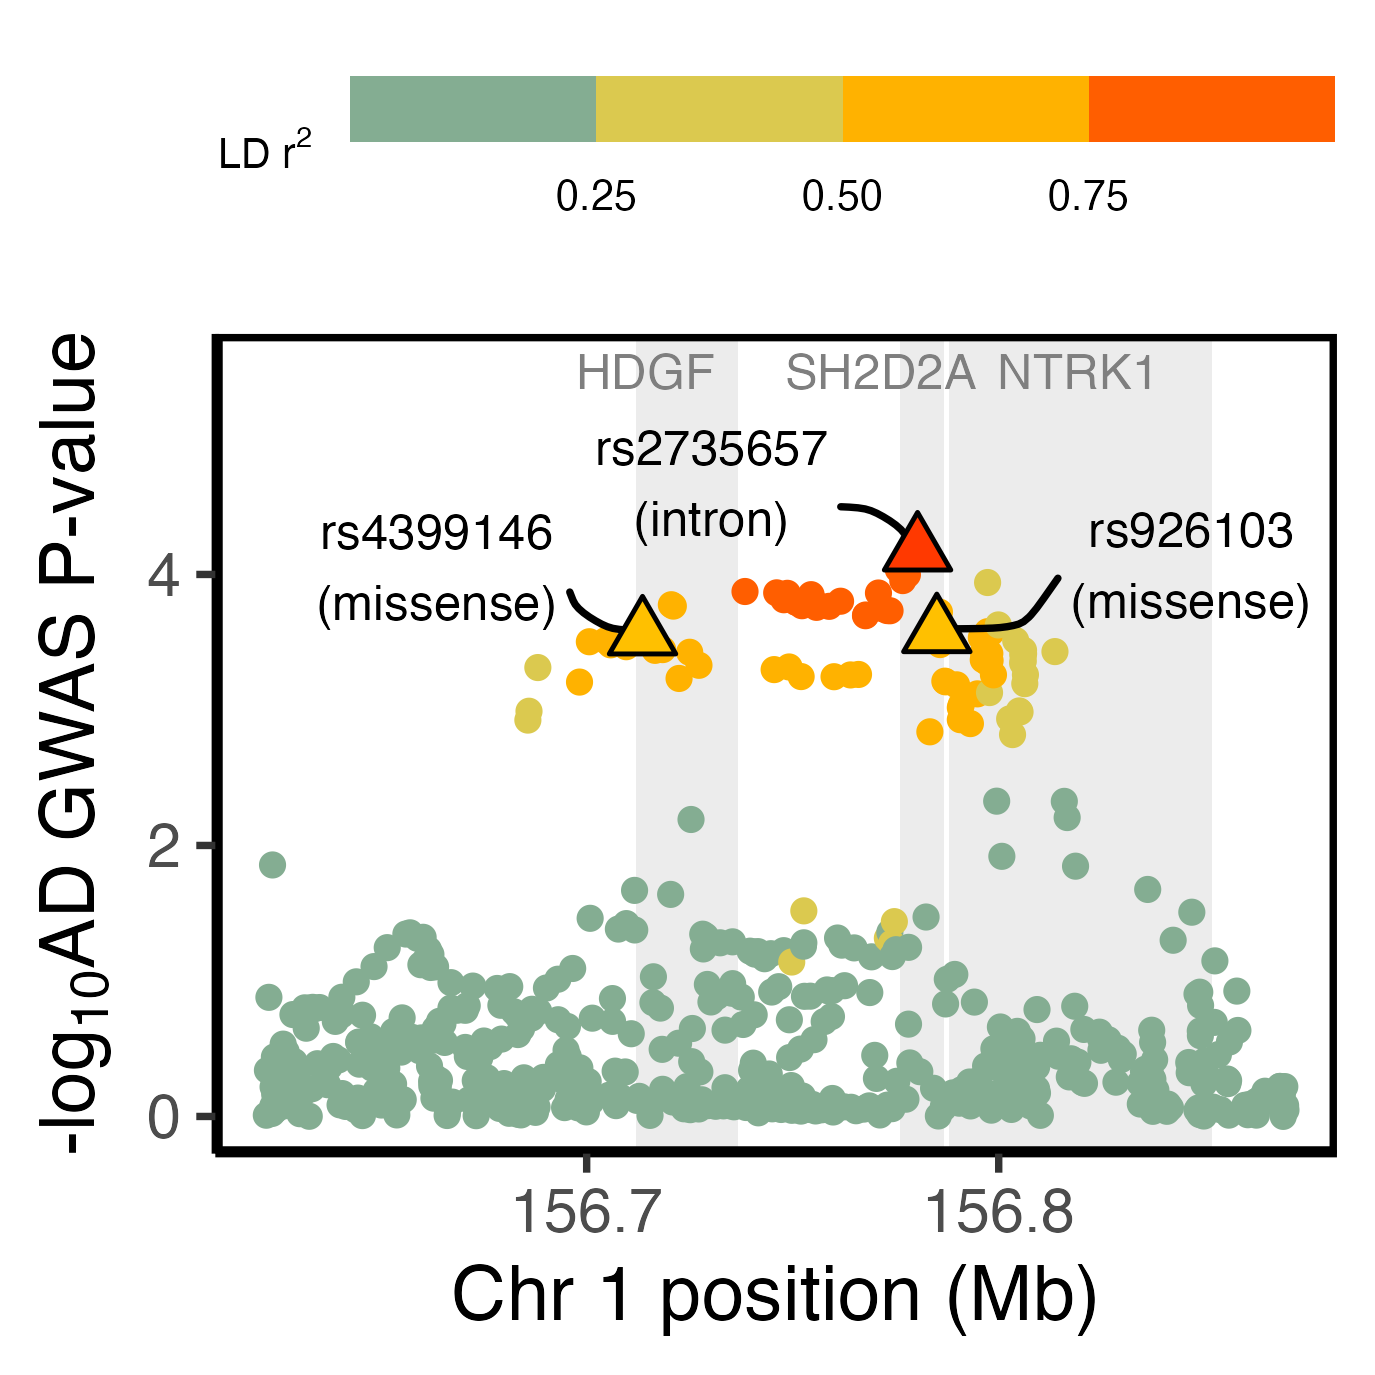 LD r²
0.25 0.50 0.75
HDGF SH2D2A NTRK1
rs2735657
(intron)
rs4399146
(missense)
rs926103
(missense)
-log₁₀AD GWAS P-value
4
2
0
156.7 156.8
Chr 1 position (Mb)